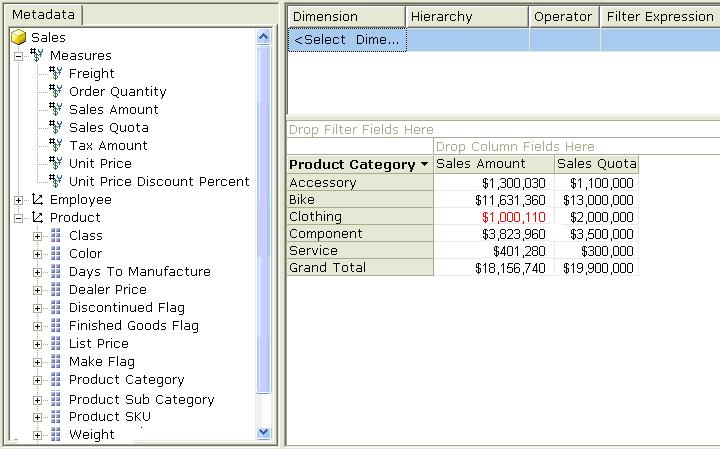 Metadata
Sales
Measures
Freight
Order Quantity
Sales Amount
Sales Quota
Tax Amount
Unit Price
Unit Price Discount Percent
Employee
Product
Class
Color
Days To Manufacture
Dealer Price
Discontinued Flag
Finished Goods Flag
List Price
Make Flag
Product Category
Product Sub Category
Product SKU
Weight
Dimension Hierarchy Operator Filter Expression
<Select Dime...
Drop Filter Fields Here
Drop Column Fields Here
Product Category Sales Amount Sales Quota
Accessory $1,300,030 $1,100,000
Bike $11,631,360 $13,000,000
Clothing $1,000,110 $2,000,000
Component $3,823,960 $3,500,000
Service $401,280 $300,000
Grand Total $18,156,740 $19,900,000